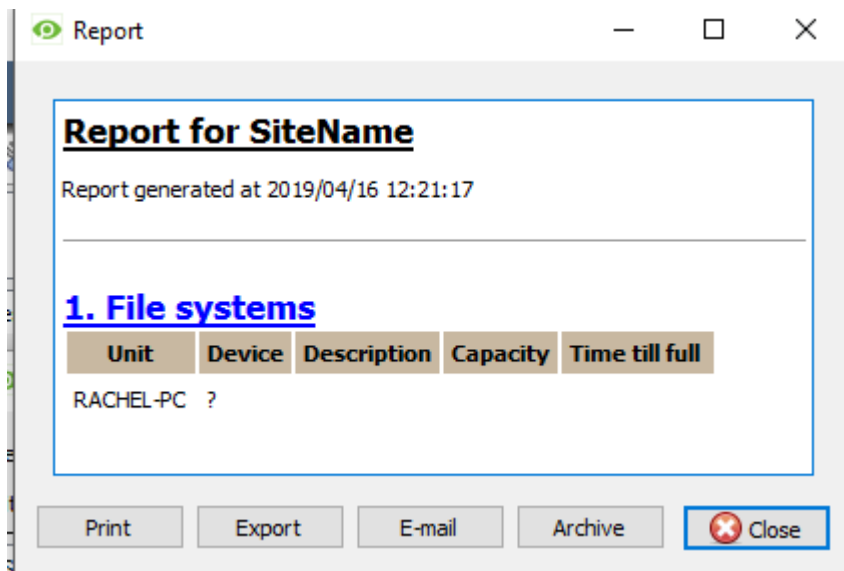 Report
Report for SiteName
Report generated at 2019/04/16 12:21:17
1. File systems
Unit Device Description Capacity Time till full
RACHEL-PC ?
Print Export E-mail Archive Close